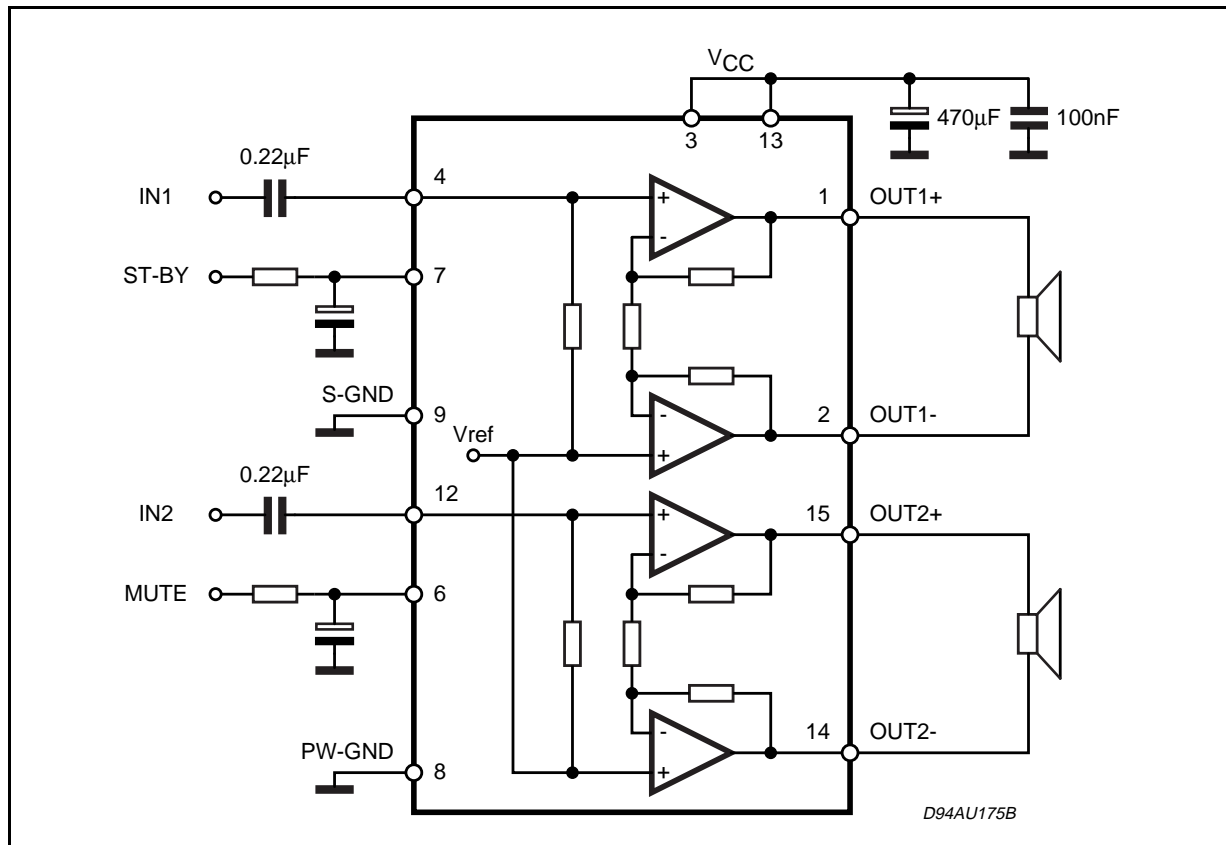 VCC
470µF
100nF
3
13
0.22µF
IN1
4
1
OUT1+
+
-
ST-BY
7
S-GND
9
-
2
OUT1-
Vref
+
0.22µF
IN2
12
15
OUT2+
+
-
MUTE
6
14
OUT2-
-
PW-GND
8
+
D94AU175B